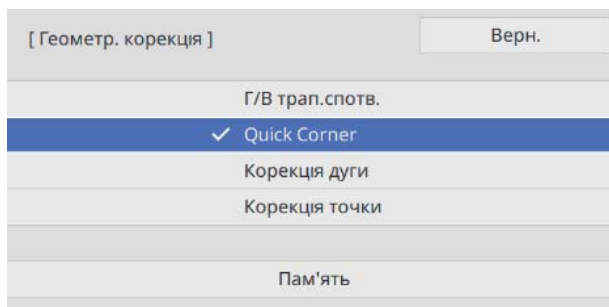 [ Геометр. корекція ] Верн.
Г/В трап.спотв.
Quick Corner
Корекція дуги
Корекція точки
Пам'ять